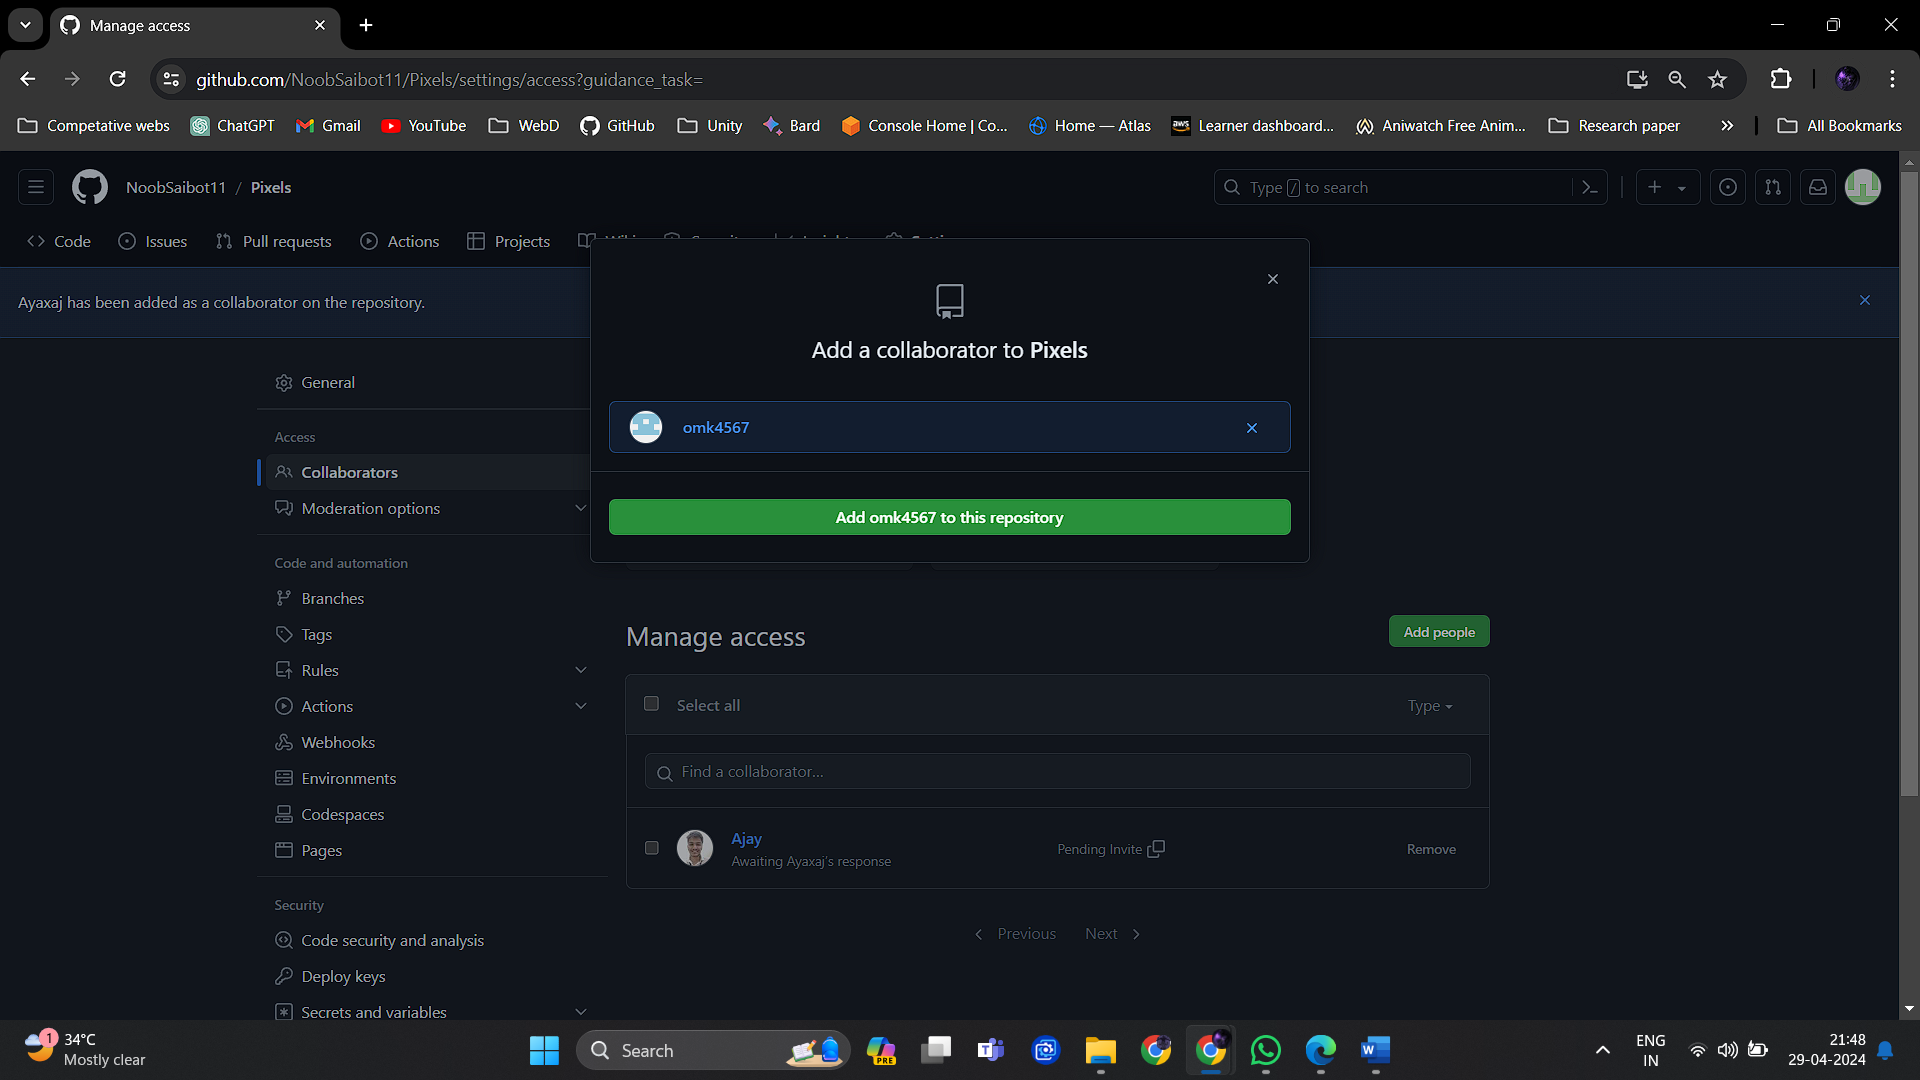 Manage access
github.com/NoobSaibot11/Pixels/settings/access?guidance_task=
Competative webs ChatGPT Gmail YouTube WebD GitHub Unity Bard Console Home | Co... Home — Atlas aws Learner dashboard... Aniwatch Free Anim... Research paper » All Bookmarks
NoobSaibot11 / Pixels Type / to search
Code Issues Pull requests Actions Projects
Ayaxaj has been added as a collaborator on the repository.
Add a collaborator to Pixels
omk4567
Add omk4567 to this repository
General
Access
Collaborators
Moderation options
Code and automation
Branches
Tags
Rules
Actions
Webhooks
Environments
Codespaces
Pages
Security
Code security and analysis
Deploy keys
Secrets and variables
Manage access Add people
Select all Type
Find a collaborator...
Ajay
Awaiting Ayaxaj's response Pending Invite Remove
Previous Next
1 34°C
Mostly clear
Search
PRE
ENG
IN
21:48
29-04-2024